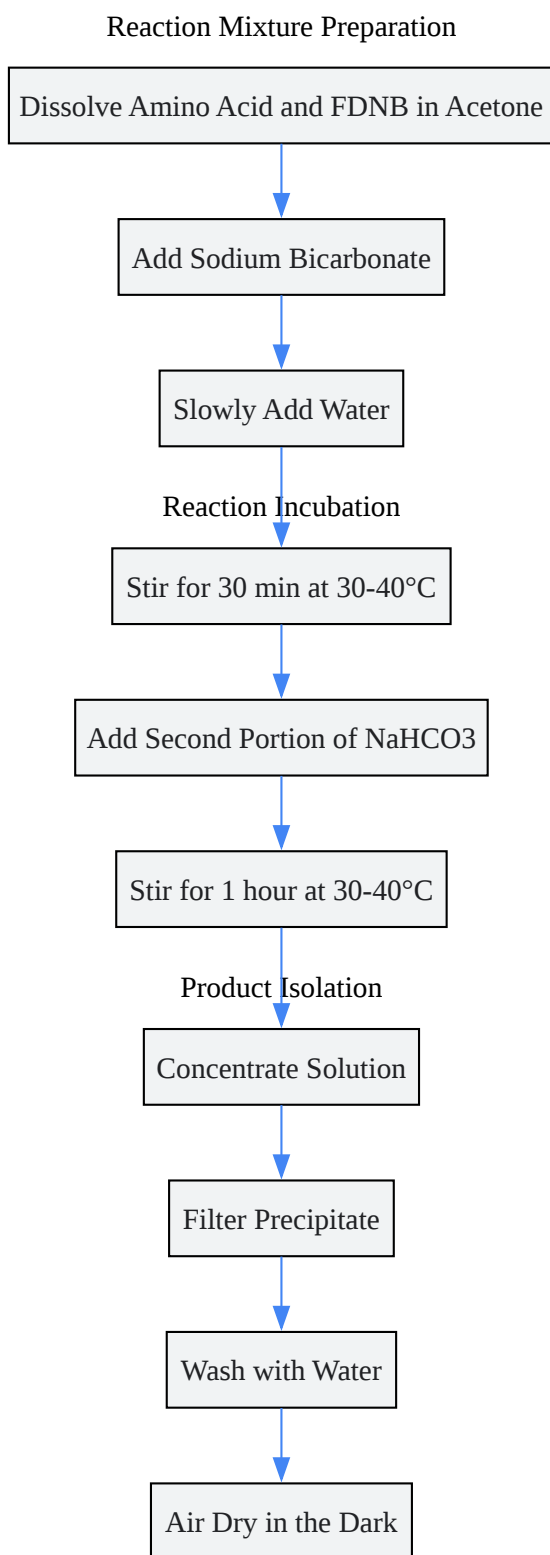 Reaction Mixture Preparation
Dissolve Amino Acid and FDNB in Acetone
Add Sodium Bicarbonate
Slowly Add Water
Reaction Incubation
Stir for 30 min at 30-40°C
Add Second Portion of NaHCO3
Stir for 1 hour at 30-40°C
Product Isolation
Concentrate Solution
Filter Precipitate
Wash with Water
Air Dry in the Dark